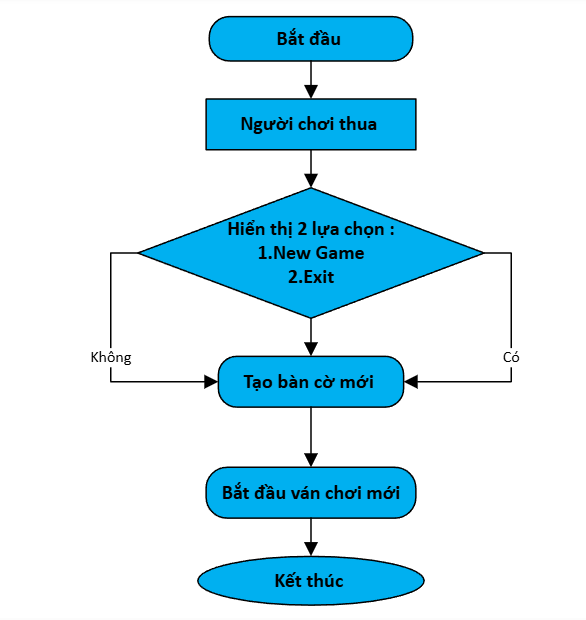 Bắt đầu
Người chơi thua
Hiển thị 2 lựa chọn :
1.New Game
2.Exit
Không
Có
Tạo bàn cờ mới
Bắt đầu ván chơi mới
Kết thúc